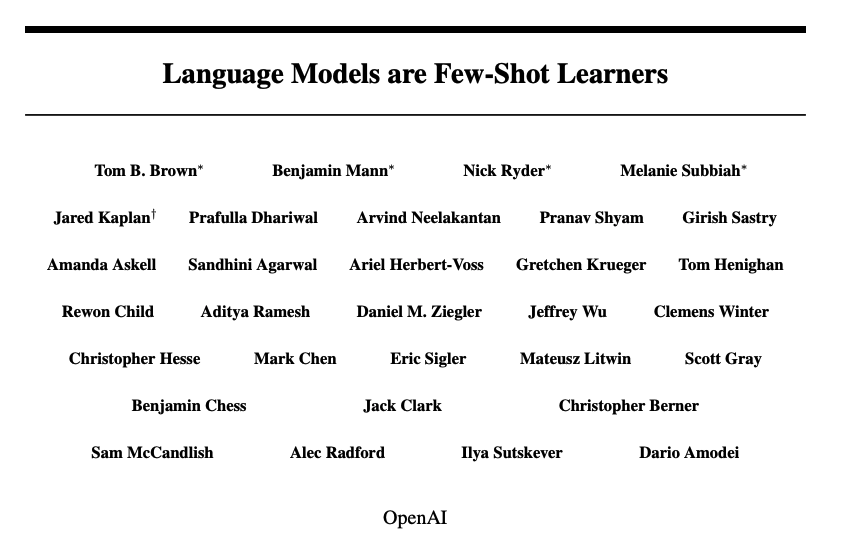 Language Models are Few-Shot Learners
Tom B. Brown* Benjamin Mann* Nick Ryder* Melanie Subbiah*
Jared Kaplan† Prafulla Dhariwal Arvind Neelakantan Pranav Shyam Girish Sastry
Amanda Askell Sandhini Agarwal Ariel Herbert-Voss Gretchen Krueger Tom Henighan
Rewon Child Aditya Ramesh Daniel M. Ziegler Jeffrey Wu Clemens Winter
Christopher Hesse Mark Chen Eric Sigler Mateusz Litwin Scott Gray
Benjamin Chess Jack Clark Christopher Berner
Sam McCandlish Alec Radford Ilya Sutskever Dario Amodei
OpenAI